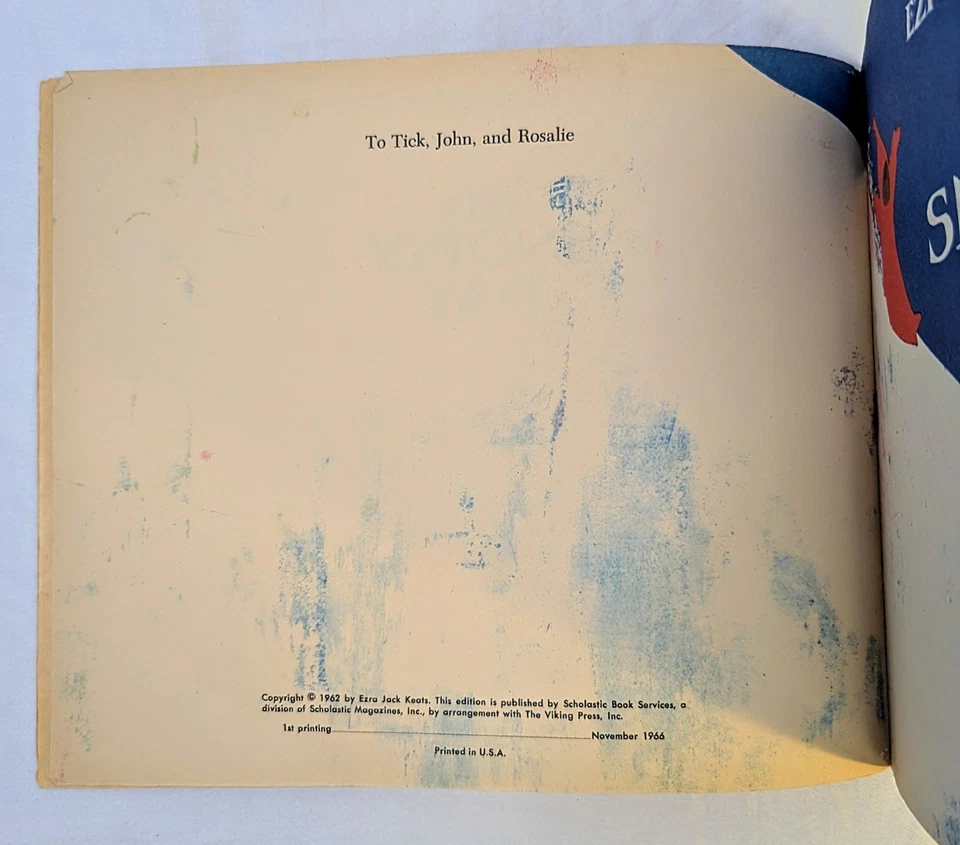 To Tick, John, and Rosalie
Copyright © 1962 by Ezra Jack Keats. This edition is published by Scholastic Book Services, a
division of Scholastic Magazines, Inc., by arrangement with The Viking Press, Inc.
1st printing........................................................................November 1966
Printed in U.S.A.